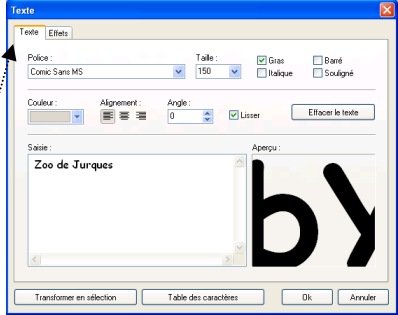 Texte
Texte Effets
Police : Taille :
Comic Sans MS 150 Gras Barré
Italique Souligné
Couleur : Alignement : Angle :
0 Lisser Effacer le texte
Saisie : Aperçu :
Zoo de Jurques
by
Transformer en sélection Table des caractères Ok Annuler